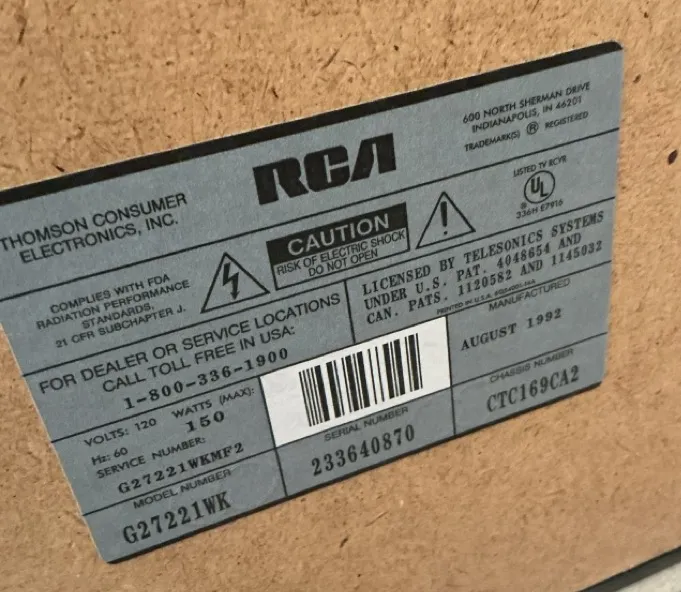 RCA
600 NORTH SHERMAN DRIVE
INDIANAPOLIS, IN 46201
TRADEMARK(S) ® REGISTERED
THOMSON CONSUMER
ELECTRONICS, INC.
LISTED TV RCVR
UL
®
336H E7916
COMPLIES WITH FDA
RADIATION PERFORMANCE
STANDARDS,
21 CFR SUBCHAPTER J.
CAUTION
RISK OF ELECTRIC SHOCK
DO NOT OPEN
LICENSED BY TELESONICS SYSTEMS
UNDER U.S. PAT. 4048654 AND
CAN. PATS. 1120582 AND 1145032
PRINTED IN U.S.A.
FOR DEALER OR SERVICE LOCATIONS
CALL TOLL FREE IN USA:
1-800-336-1900
MANUFACTURED
AUGUST 1992
VOLTS: 120 WATTS (MAX):
Hz: 60 150
SERVICE NUMBER:
G27221WKMF2
SERIAL NUMBER
233640870
CHASSIS NUMBER
CTC169CA2
MODEL NUMBER
G27221WK